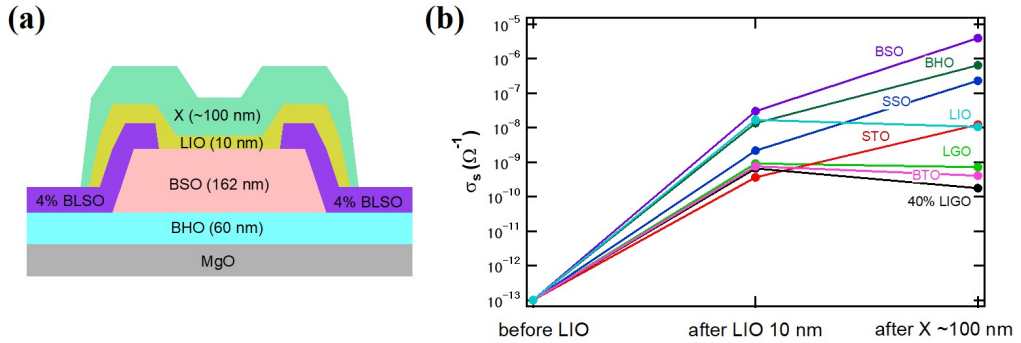 (a)
X (~100 nm)
LIO (10 nm)
BSO (162 nm)
4% BLSO
4% BLSO
BHO (60 nm)
MgO
(b)
σs (Ω⁻¹)
10⁻⁵
10⁻⁶
10⁻⁷
10⁻⁸
10⁻⁹
10⁻¹⁰
10⁻¹¹
10⁻¹²
10⁻¹³
BSO
BHO
SSO
LIO
STO
LGO
BTO
40% LIGO
before LIO
after LIO 10 nm
after X ~100 nm